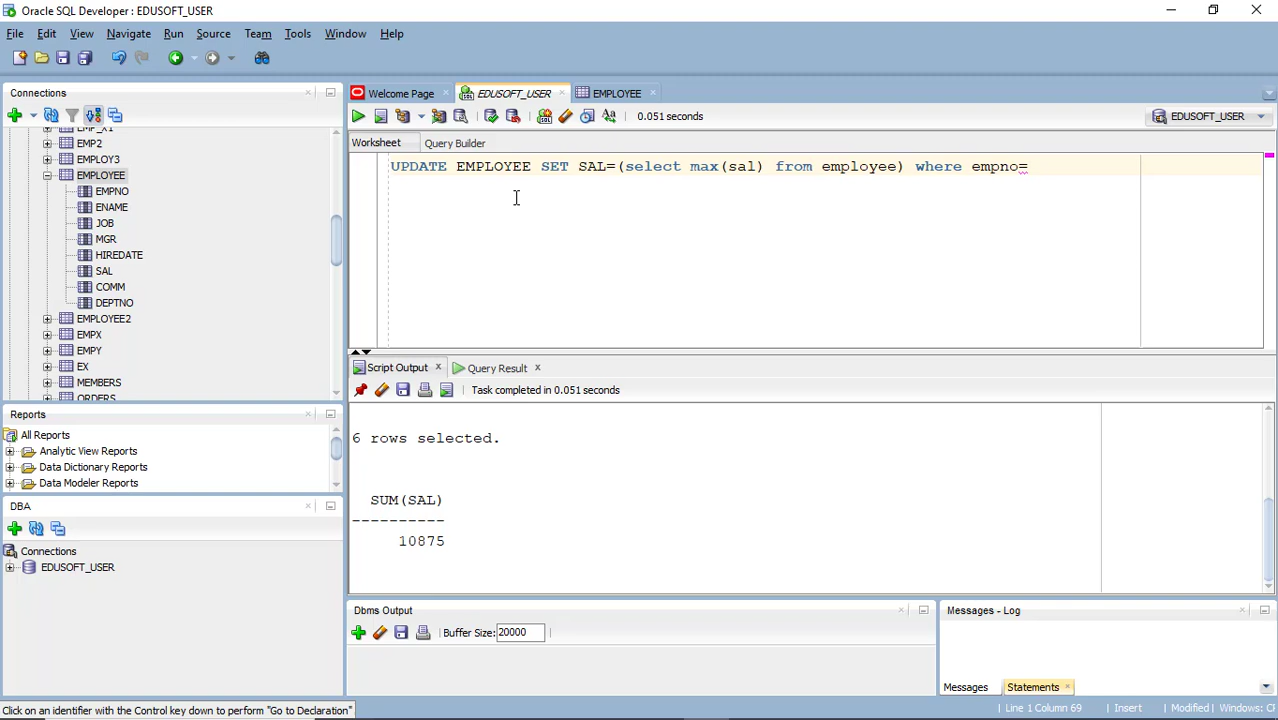 Oracle SQL Developer : EDUSOFT_USER
File Edit View Navigate Run Source Team Tools Window Help
Connections
EMP_X1
EMP2
EMPLOY3
EMPLOYEE
EMPNO
ENAME
JOB
MGR
HIREDATE
SAL
COMM
DEPTNO
EMPLOYEE2
EMPX
EMPY
EX
MEMBERS
ORDERS
Reports
All Reports
Analytic View Reports
Data Dictionary Reports
Data Modeler Reports
DBA
Connections
EDUSOFT_USER
Welcome Page EDUSOFT_USER EMPLOYEE
0.051 seconds EDUSOFT_USER
Worksheet Query Builder
UPDATE EMPLOYEE SET SAL=(select max(sal) from employee) where empno=
Script Output Query Result
Task completed in 0.051 seconds
6 rows selected.
SUM(SAL)
----------
10875
Dbms Output
Buffer Size: 20000
Messages - Log
Messages Statements
Click on an identifier with the Control key down to perform "Go to Declaration"
Line 1 Column 69 Insert Modified Windows: CF